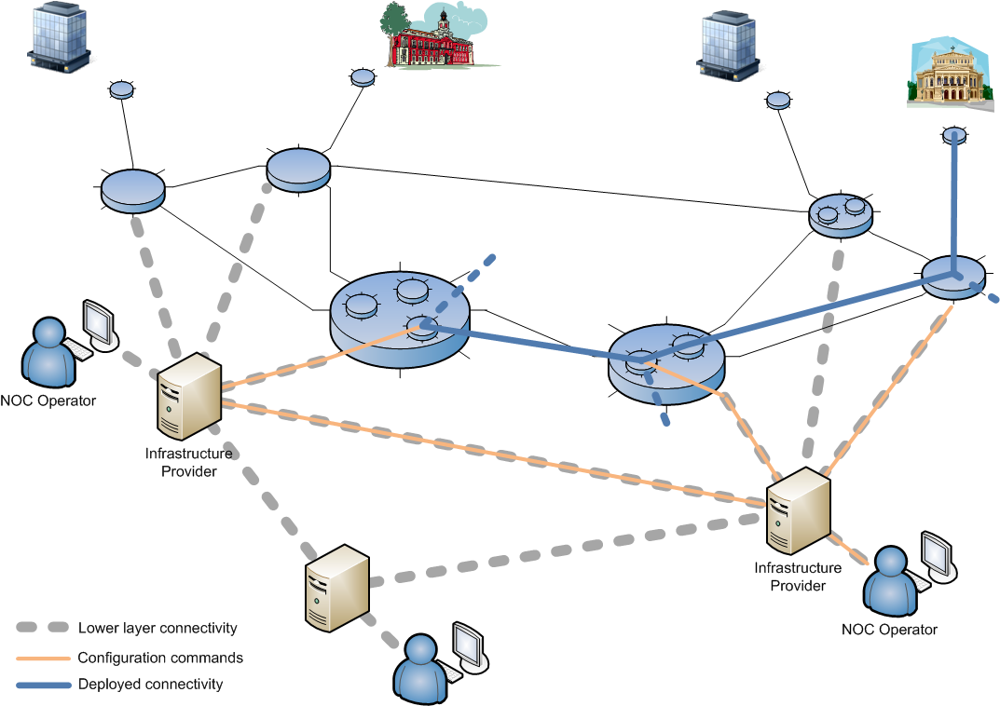 NOC Operator
Infrastructure
Provider
Infrastructure
Provider
NOC Operator
Lower layer connectivity
Configuration commands
Deployed connectivity